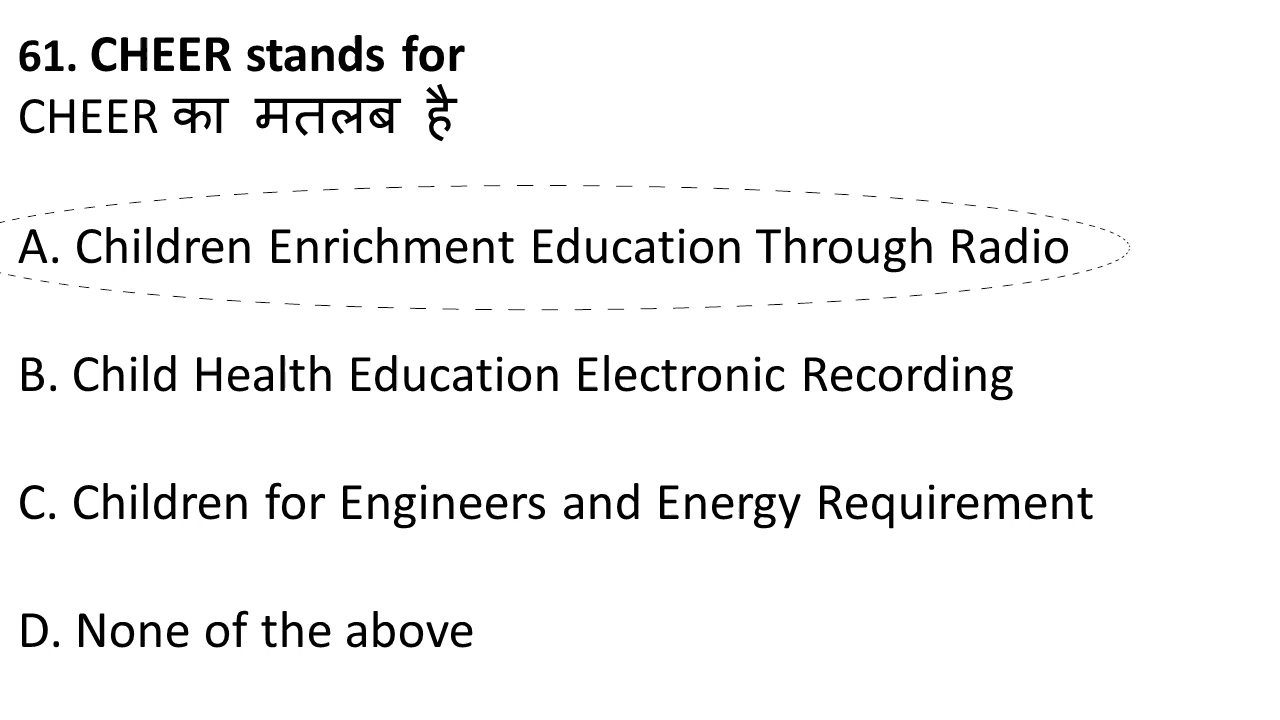 61. CHEER stands for
CHEER का मतलब है
A. Children Enrichment Education Through Radio
B. Child Health Education Electronic Recording
C. Children for Engineers and Energy Requirement
D. None of the above